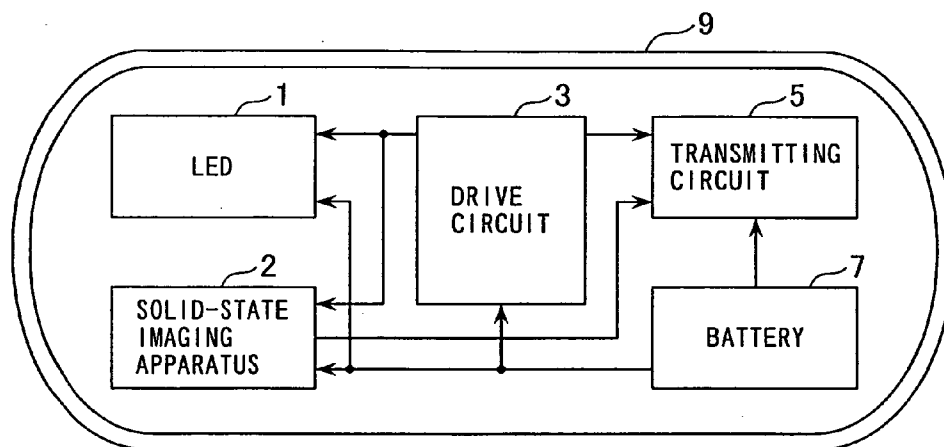 9
1
3
5
LED
DRIVE
CIRCUIT
TRANSMITTING
CIRCUIT
2
7
SOLID-STATE
IMAGING
APPARATUS
BATTERY